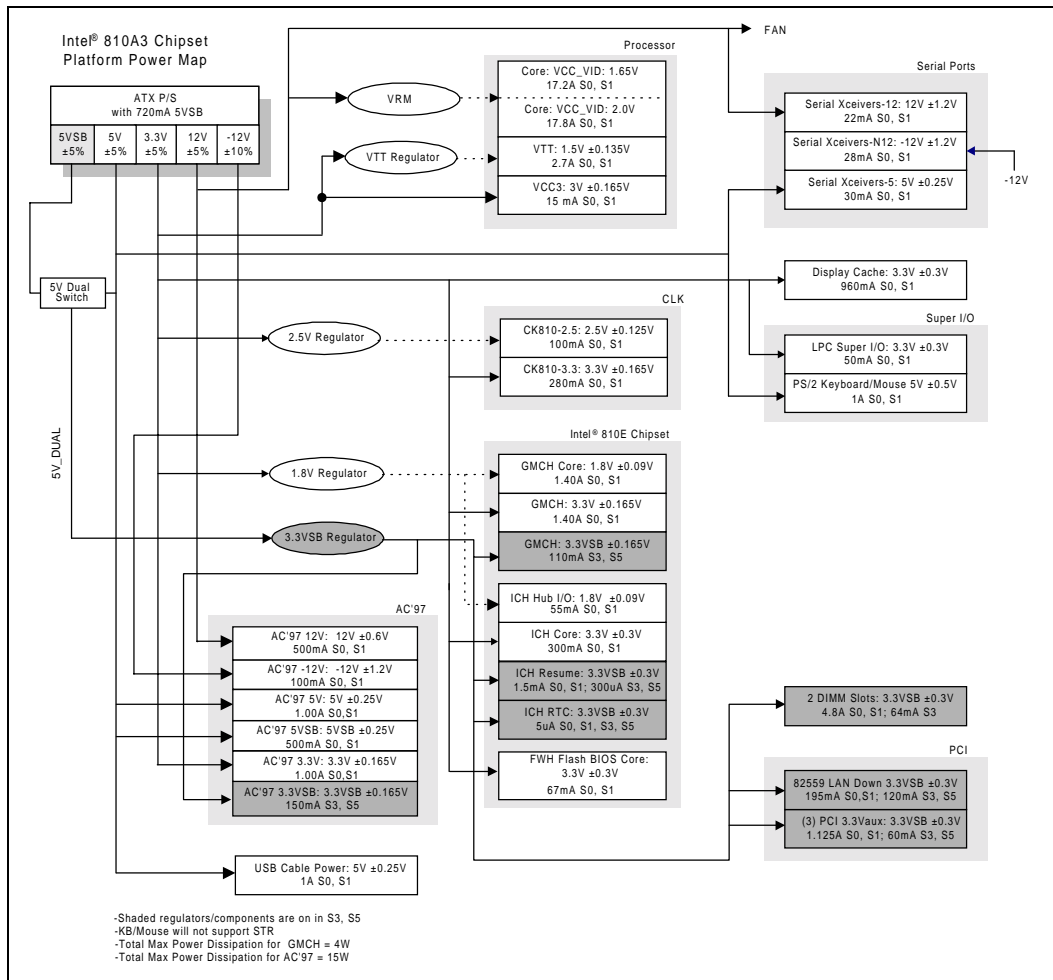 Intel® 810A3 Chipset
Platform Power Map
ATX P/S
with 720mA 5VSB
5VSB
±5%
5V
±5%
3.3V
±5%
12V
±5%
-12V
±10%
FAN
Processor
VRM
Core: VCC_VID: 1.65V
17.2A S0, S1
Core: VCC_VID: 2.0V
17.8A S0, S1
VTT Regulator
VTT: 1.5V ±0.135V
2.7A S0, S1
VCC3: 3V ±0.165V
15 mA S0, S1
Serial Ports
Serial Xceivers-12: 12V ±1.2V
22mA S0, S1
Serial Xceivers-N12: -12V ±1.2V
28mA S0, S1
Serial Xceivers-5: 5V ±0.25V
30mA S0, S1
-12V
5V Dual
Switch
Display Cache: 3.3V ±0.3V
960mA S0, S1
CLK
2.5V Regulator
CK810-2.5: 2.5V ±0.125V
100mA S0, S1
CK810-3.3: 3.3V ±0.165V
280mA S0, S1
Super I/O
LPC Super I/O: 3.3V ±0.3V
50mA S0, S1
PS/2 Keyboard/Mouse 5V ±0.5V
1A S0, S1
5V_DUAL
Intel® 810E Chipset
1.8V Regulator
GMCH Core: 1.8V ±0.09V
1.40A S0, S1
GMCH: 3.3V ±0.165V
1.40A S0, S1
3.3VSB Regulator
GMCH: 3.3VSB ±0.165V
110mA S3, S5
ICH Hub I/O: 1.8V ±0.09V
55mA S0, S1
ICH Core: 3.3V ±0.3V
300mA S0, S1
ICH Resume: 3.3VSB ±0.3V
1.5mA S0, S1; 300uA S3, S5
ICH RTC: 3.3VSB ±0.3V
5uA S0, S1, S3, S5
FWH Flash BIOS Core:
3.3V ±0.3V
67mA S0, S1
AC'97
AC'97 12V: 12V ±0.6V
500mA S0, S1
AC'97 -12V: -12V ±1.2V
100mA S0, S1
AC'97 5V: 5V ±0.25V
1.00A S0,S1
AC'97 5VSB: 5VSB ±0.25V
500mA S0, S1
AC'97 3.3V: 3.3V ±0.165V
1.00A S0,S1
AC'97 3.3VSB: 3.3VSB ±0.165V
150mA S3, S5
2 DIMM Slots: 3.3VSB ±0.3V
4.8A S0, S1; 64mA S3
PCI
82559 LAN Down 3.3VSB ±0.3V
195mA S0,S1; 120mA S3, S5
(3) PCI 3.3Vaux: 3.3VSB ±0.3V
1.125A S0, S1; 60mA S3, S5
USB Cable Power: 5V ±0.25V
1A S0, S1
-Shaded regulators/components are on in S3, S5
-KB/Mouse will not support STR
-Total Max Power Dissipation for GMCH = 4W
-Total Max Power Dissipation for AC'97 = 15W